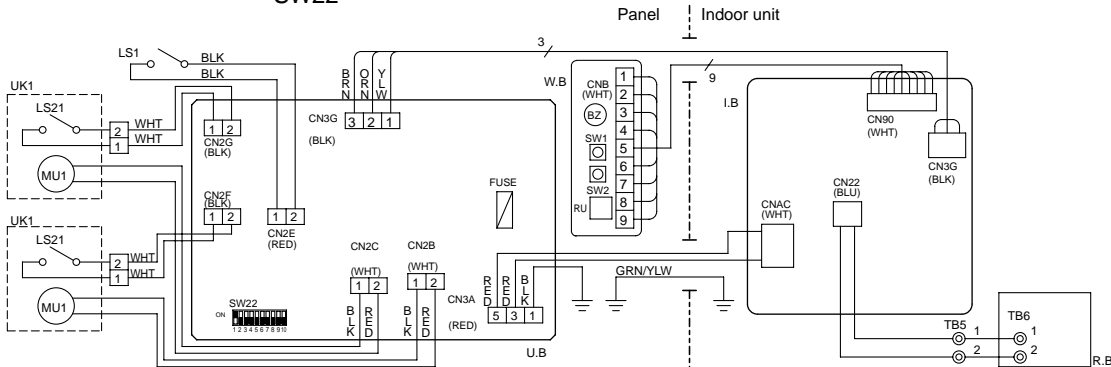 SW22
Panel
Indoor unit
LS1
BLK
BLK
3
9
UK1
LS21
2
1
WHT
WHT
MU1
BRN
ORN
YLW
CN3G
3 2 1
(BLK)
1 2
CN2G
(BLK)
W.B
CNB
(WHT)
BZ
SW1
SW2
RU
1
2
3
4
5
6
7
8
9
I.B
CN90
(WHT)
CN3G
(BLK)
CN22
(BLU)
CNAC
(WHT)
FUSE
CN2F
(BLK)
1 2
1 2
CN2E
(RED)
UK1
LS21
2
1
WHT
WHT
MU1
CN2C
(WHT)
1 2
CN2B
(WHT)
1 2
BLK
RED
BLK
RED
RED
RED
BLK
CN3A
(RED)
5 3 1
GRN/YLW
SW22
ON
1 2 3 4 5 6 7 8 9 10
U.B
TB5
1
2
TB6
1
2
R.B